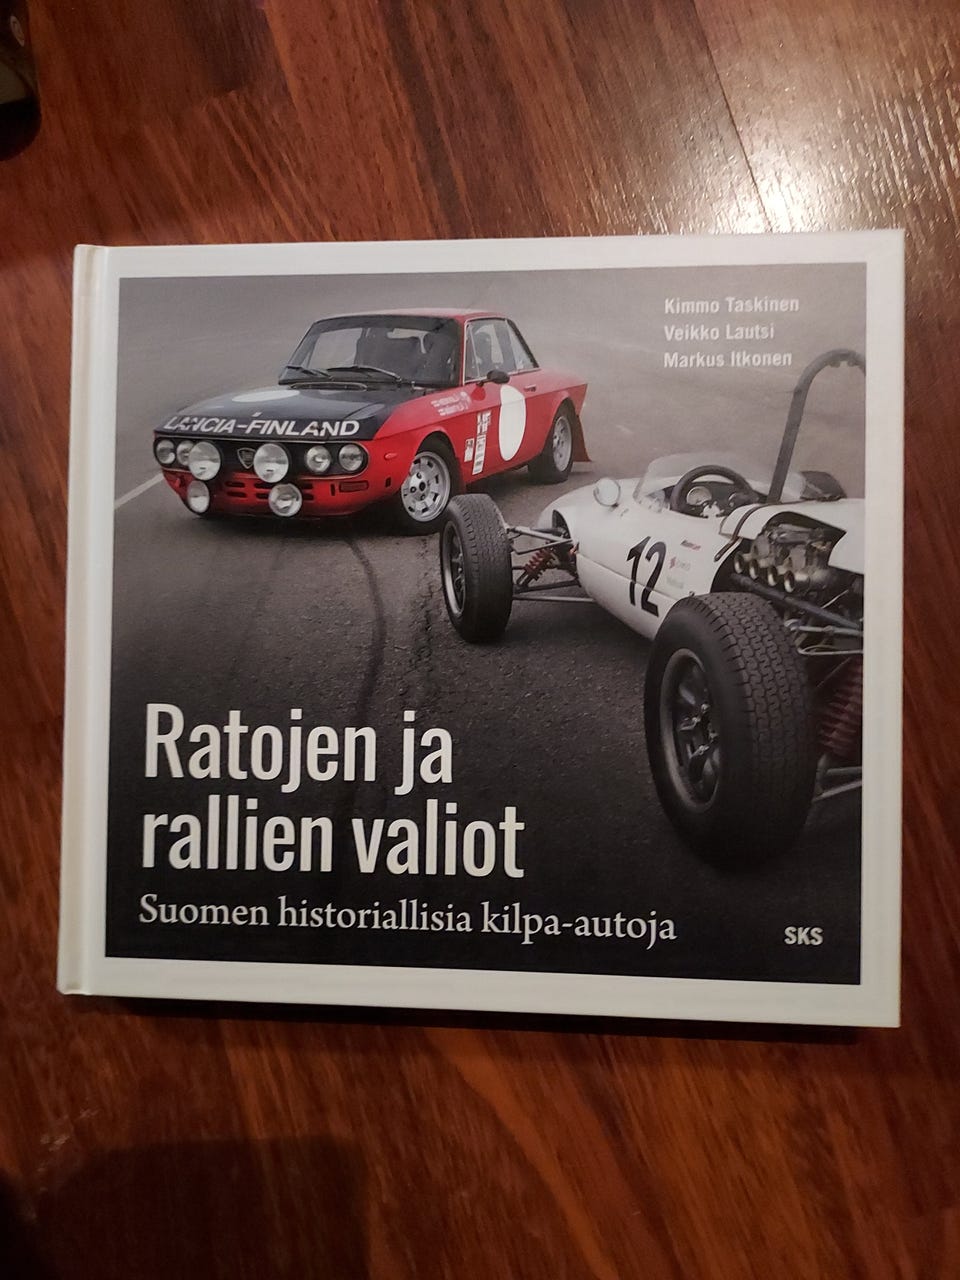 Kimmo Taskinen
Veikko Lautsi
Markus Itkonen
LANCIA-FINLAND
12
Ratojen ja
rallien valiot
Suomen historiallisia kilpa-autoja
SKS